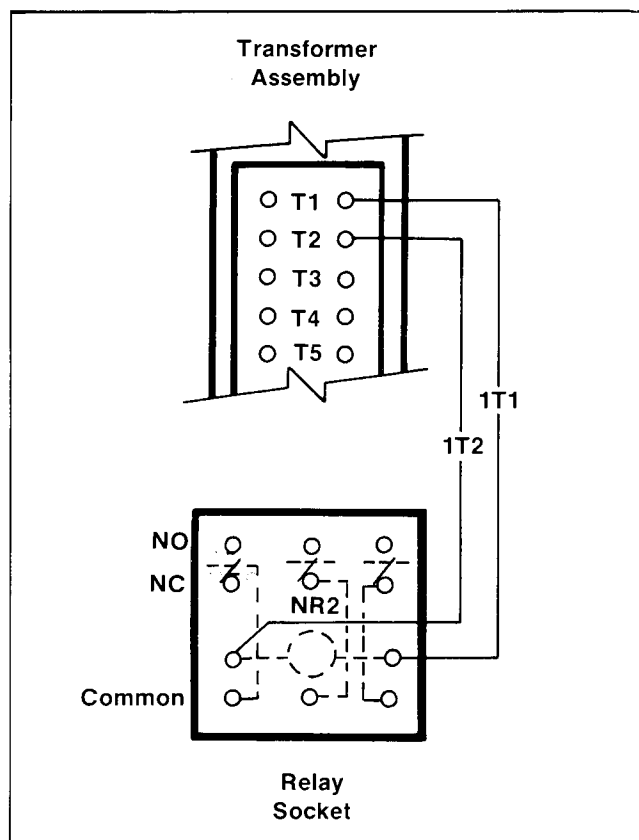 Transformer
Assembly
T1
T2
T3
T4
T5
1T1
1T2
NO
NC
NR2
Common
Relay
Socket